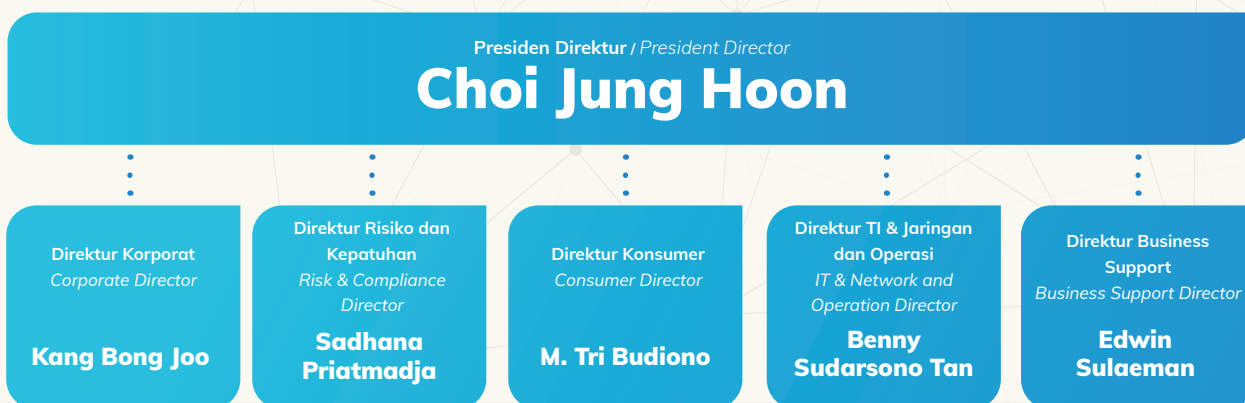 Presiden Direktur / President Director
Choi Jung Hoon
Direktur Korporat
Corporate Director
Kang Bong Joo
Direktur Risiko dan
Kepatuhan
Risk & Compliance
Director
Sadhana
Priatmadja
Direktur Konsumer
Consumer Director
M. Tri Budiono
Direktur TI & Jaringan
dan Operasi
IT & Network and
Operation Director
Benny
Sudarsono Tan
Direktur Business
Support
Business Support Director
Edwin
Sulaeman